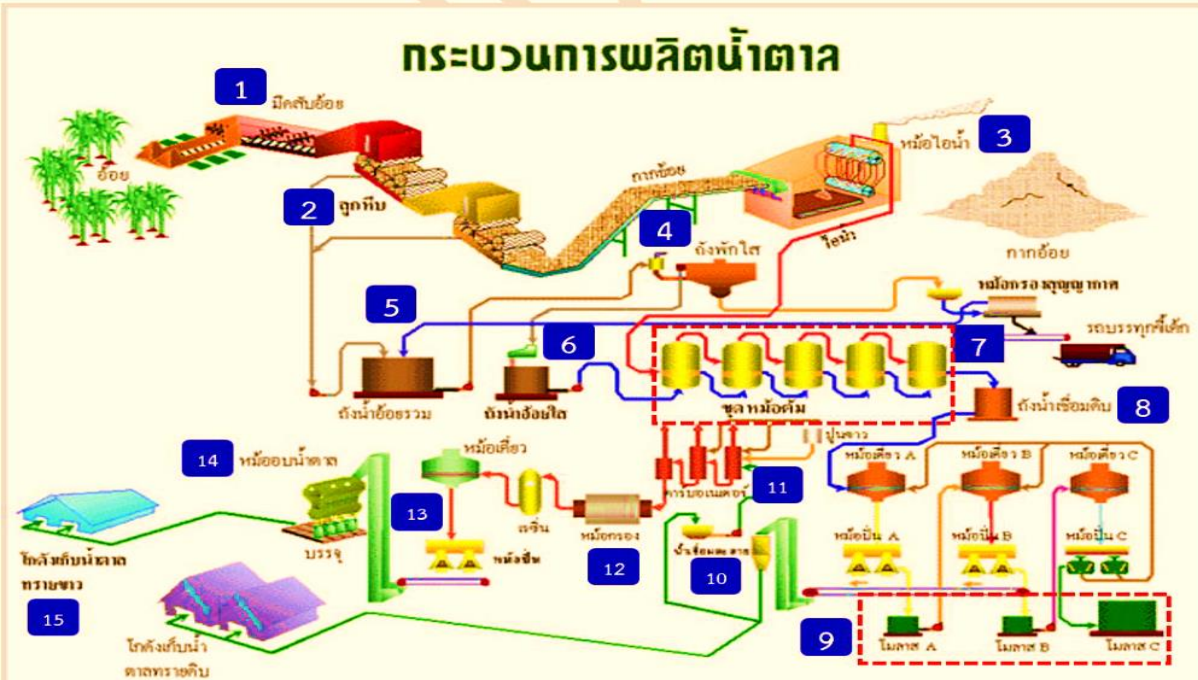 กระบวนการผลิตน้ำตาล
1
มีดสับอ้อย
อ้อย
2
ลูกหีบ
กากอ้อย
หม้อไอน้ำ
3
กากอ้อย
ไอน้ำ
4
ถังพักใส
หม้อกรองสุญญากาศ
รถบรรทุกขี้เค้ก
5
ถังน้ำอ้อยรวม
6
ถังน้ำอ้อยใส
7
ชุดหม้อต้ม
ถังน้ำเชื่อมดิบ
8
ปูนขาว
คาร์บอเนเตอร์
11
หม้อเคี่ยว A
หม้อเคี่ยว B
หม้อเคี่ยว C
14
หม้ออบน้ำตาล
หม้อเคี่ยว
13
เรซิ่น
หม้อกรอง
12
หม้อปั่น
น้ำเชื่อมละลาย
10
หม้อปั่น A
หม้อปั่น B
หม้อปั่น C
บรรจุ
โกดังเก็บน้ำตาล
ทรายขาว
15
โกดังเก็บน้ำ
ตาลทรายดิบ
9
โมลาส A
โมลาส B
โมลาส C